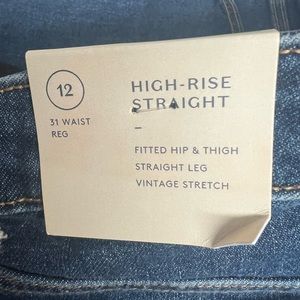 12
31 WAIST
REG
HIGH-RISE
STRAIGHT
–
FITTED HIP & THIGH
STRAIGHT LEG
VINTAGE STRETCH